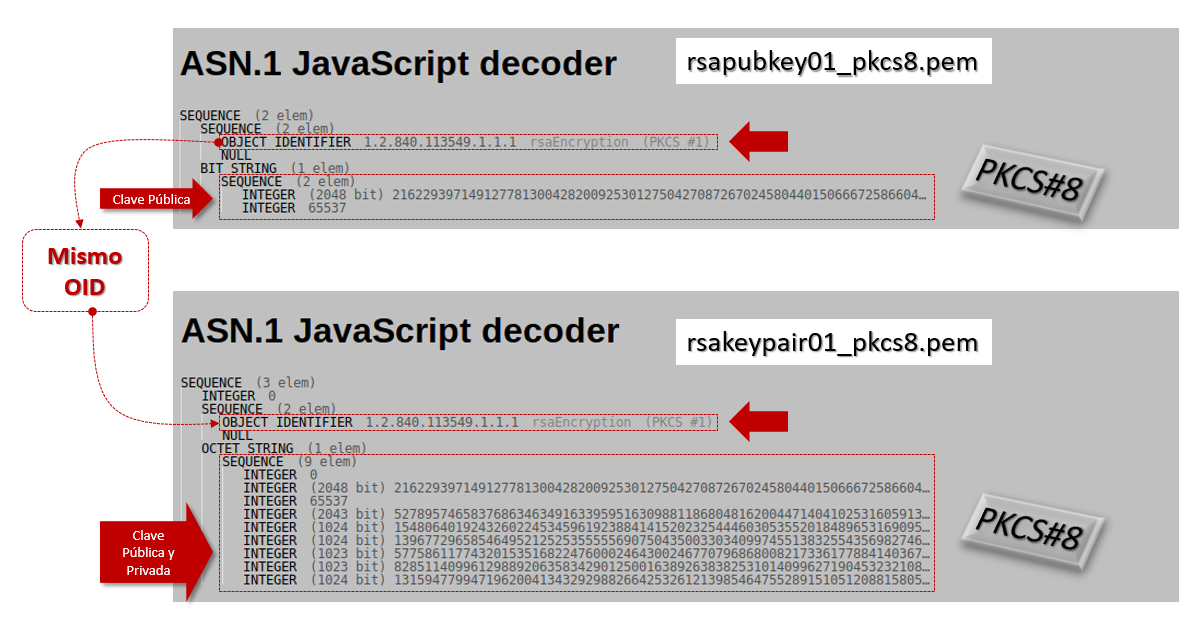 ASN.1 JavaScript decoder
rsapubkey01_pkcs8.pem
SEQUENCE (2 elem)
SEQUENCE (2 elem)
OBJECT IDENTIFIER 1.2.840.113549.1.1.1 rsaEncryption (PKCS #1)
NULL
BIT STRING (1 elem)
SEQUENCE (2 elem)
INTEGER (2048 bit) 216229397149127781300428200925301275042708726702458044015066672586604…
INTEGER 65537
Clave Pública
PKCS#8
Mismo
OID
ASN.1 JavaScript decoder
rsakeypair01_pkcs8.pem
SEQUENCE (3 elem)
INTEGER 0
SEQUENCE (2 elem)
OBJECT IDENTIFIER 1.2.840.113549.1.1.1 rsaEncryption (PKCS #1)
NULL
OCTET STRING (1 elem)
SEQUENCE (9 elem)
INTEGER 0
INTEGER (2048 bit) 216229397149127781300428200925301275042708726702458044015066672586604…
INTEGER 65537
INTEGER (2043 bit) 527895746583768634634916339595163098811868048162004471404102531605913…
INTEGER (1024 bit) 154806401924326022453459619238841415202325444603053552018489653169095…
INTEGER (1024 bit) 139677296585464952125253555556907504350033034099745513832554356982746…
INTEGER (1023 bit) 577586117743201535168224760002464300246770796868008217336177884140367…
INTEGER (1023 bit) 828511409961298892063583429012500163892638382531014099627190453232108…
INTEGER (1024 bit) 131594779947196200413432929882664253261213985464755289151051208815805…
Clave
Pública y
Privada
PKCS#8